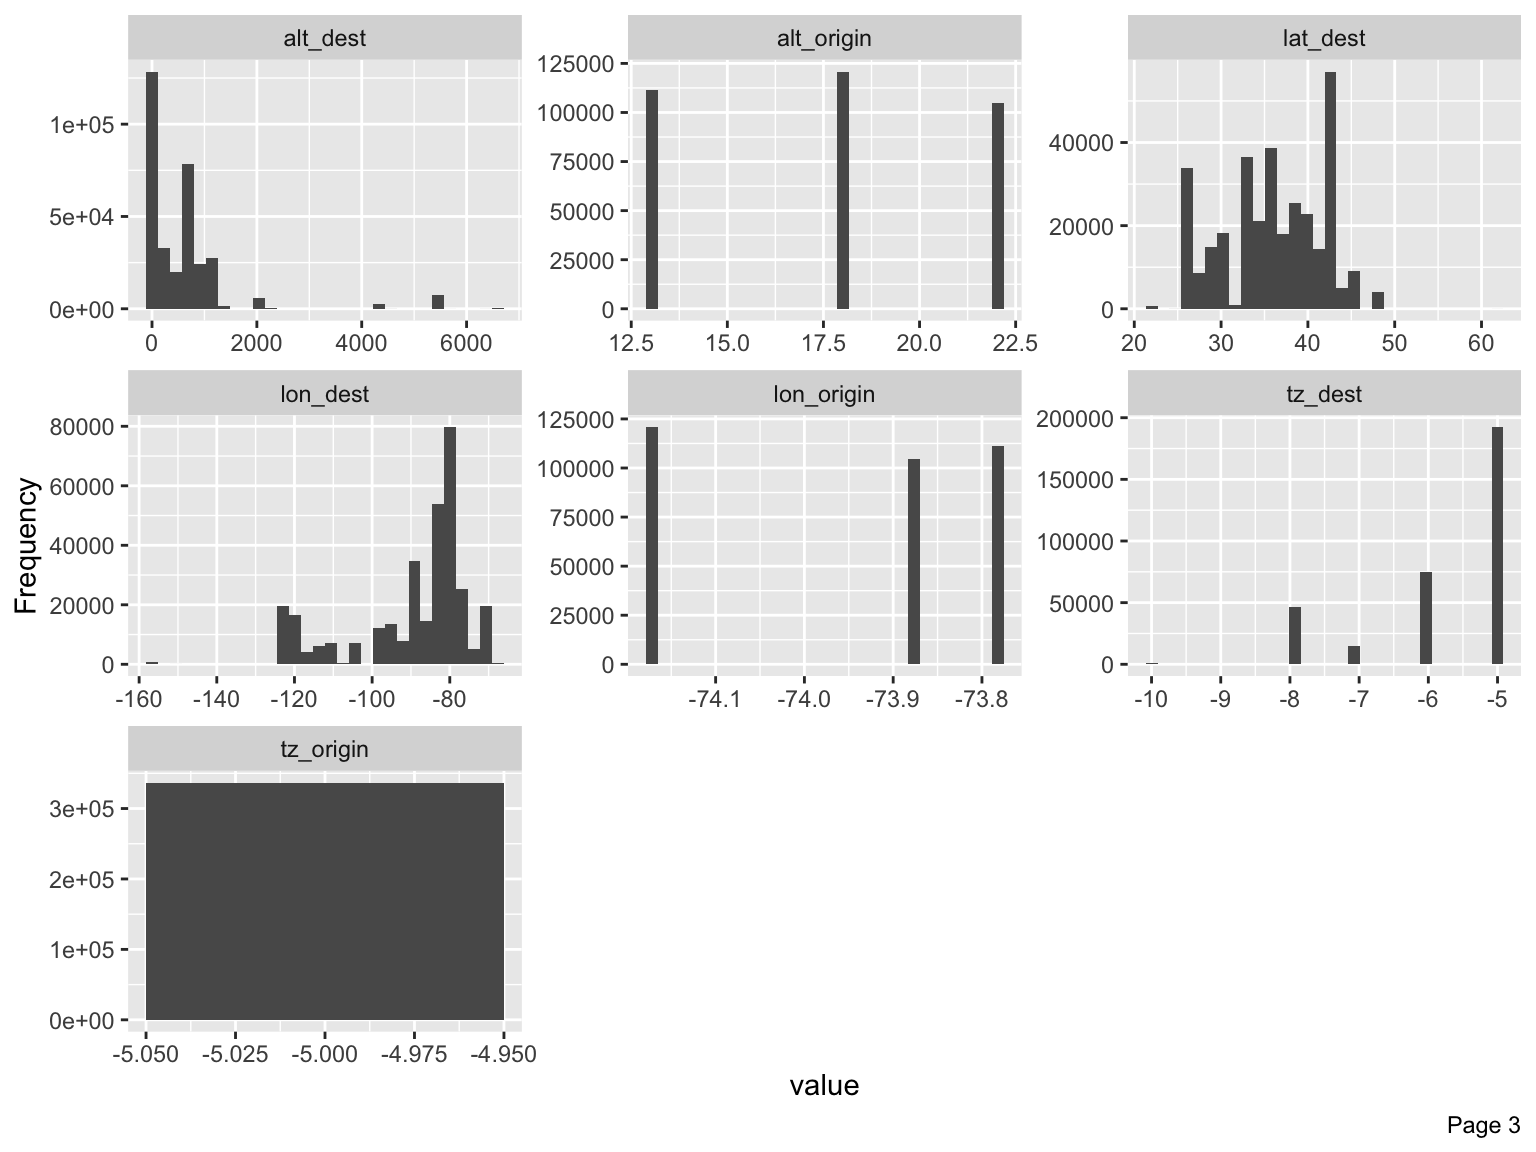 alt_dest
alt_origin
lat_dest
1e+05
5e+04
0e+00
0 2000 4000 6000
125000
100000
75000
50000
25000
0
12.5 15.0 17.5 20.0 22.5
40000
20000
0
20 30 40 50 60
lon_dest
lon_origin
tz_dest
Frequency
80000
60000
40000
20000
0
-160 -140 -120 -100 -80
125000
100000
75000
50000
25000
0
-74.1 -74.0 -73.9 -73.8
200000
150000
100000
50000
0
-10 -9 -8 -7 -6 -5
tz_origin
3e+05
2e+05
1e+05
0e+00
-5.050 -5.025 -5.000 -4.975 -4.950
value
Page 3